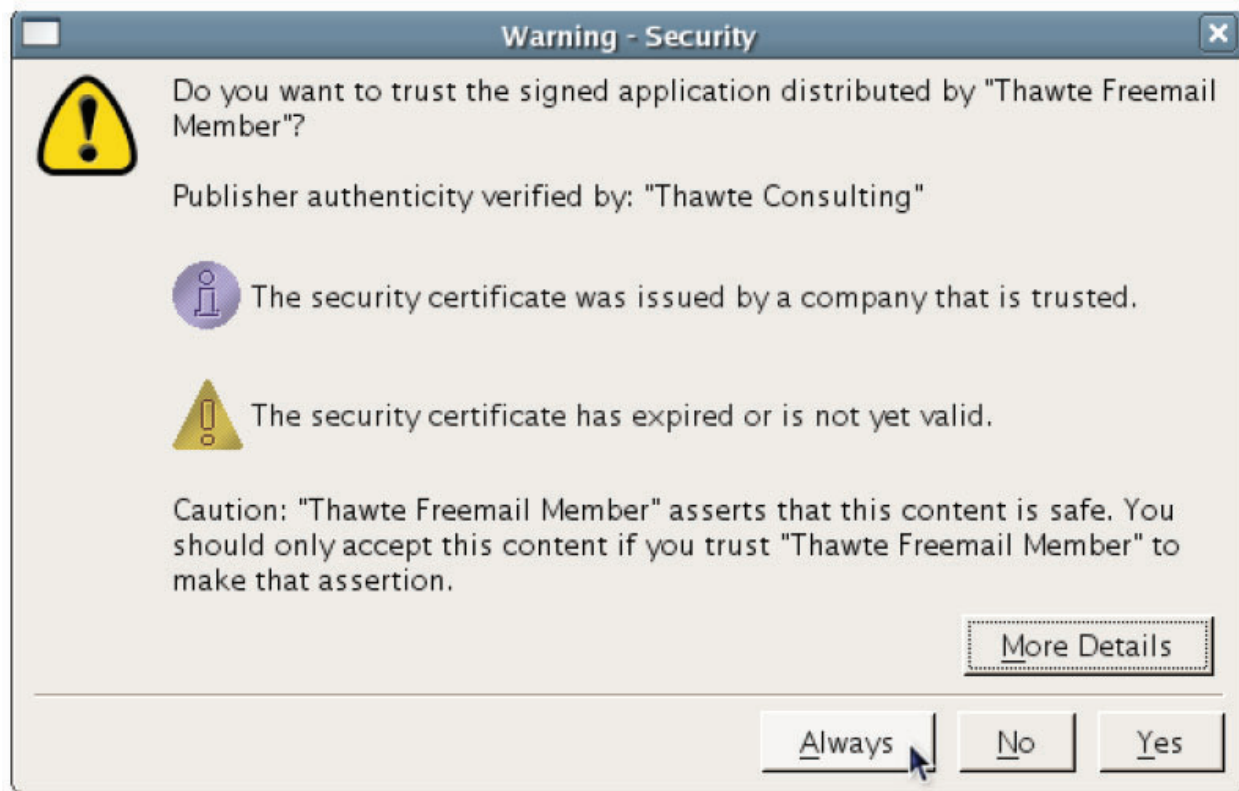 Warning - Security
Do you want to trust the signed application distributed by "Thawte Freemail
Member"?
Publisher authenticity verified by: "Thawte Consulting"
The security certificate was issued by a company that is trusted.
The security certificate has expired or is not yet valid.
Caution: "Thawte Freemail Member" asserts that this content is safe. You
should only accept this content if you trust "Thawte Freemail Member" to
make that assertion.
More Details
Always No Yes